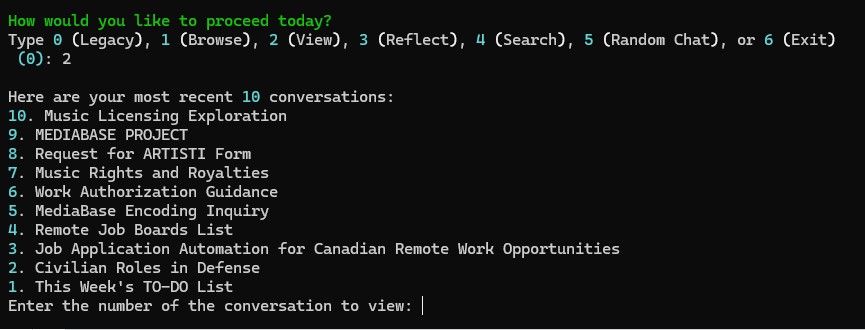 How would you like to proceed today?
Type 0 (Legacy), 1 (Browse), 2 (View), 3 (Reflect), 4 (Search), 5 (Random Chat), or 6 (Exit)
(0): 2
Here are your most recent 10 conversations:
10. Music Licensing Exploration
9. MEDIABASE PROJECT
8. Request for ARTISTI Form
7. Music Rights and Royalties
6. Work Authorization Guidance
5. MediaBase Encoding Inquiry
4. Remote Job Boards List
3. Job Application Automation for Canadian Remote Work Opportunities
2. Civilian Roles in Defense
1. This Week's TO-DO List
Enter the number of the conversation to view: